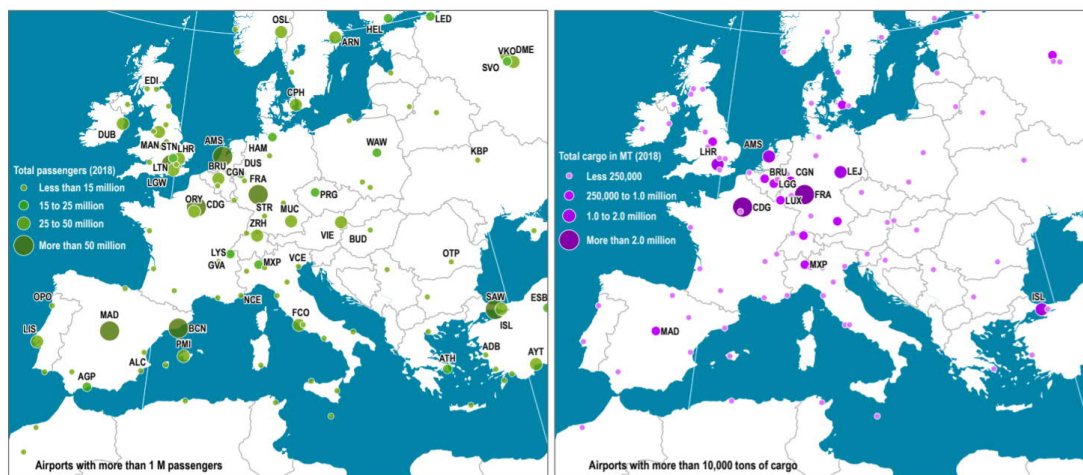 OSL
HEL
LED
ARN
VKO
DME
SVO
EDI
CPH
DUB
MAN
STN
LHR
AMS
HAM
WAW
KBP
LTN
BRU
DUS
CGN
LGW
FRA
ORY
CDG
PRG
STR
MUC
ZRH
VIE
BUD
LYS
GVA
MXP
VCE
OTP
OPO
NCE
SAW
ESB
MAD
BCN
FCO
ISL
LIS
PMI
ADB
ALC
ATH
AYT
AGP
Total passengers (2018)
Less than 15 million
15 to 25 million
25 to 50 million
More than 50 million
Airports with more than 1 M passengers
LHR
AMS
BRU
CGN
LEJ
LGG
FRA
LUX
CDG
MXP
ISL
MAD
Total cargo in MT (2018)
Less 250,000
250,000 to 1.0 million
1.0 to 2.0 million
More than 2.0 million
Airports with more than 10,000 tons of cargo